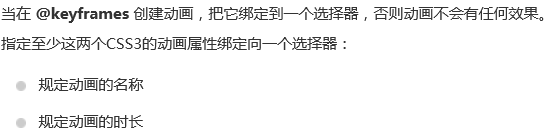 当在 @keyframes 创建动画，把它绑定到一个选择器，否则动画不会有任何效果。
指定至少这两个CSS3的动画属性绑定向一个选择器：
规定动画的名称
规定动画的时长